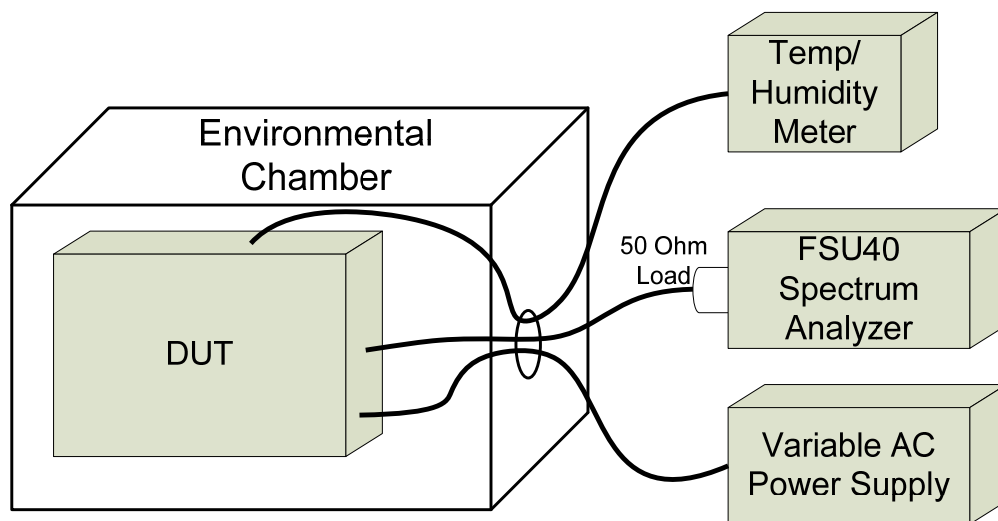 Temp/
Humidity
Meter
Environmental
Chamber
50 Ohm
Load
FSU40
Spectrum
Analyzer
DUT
Variable AC
Power Supply